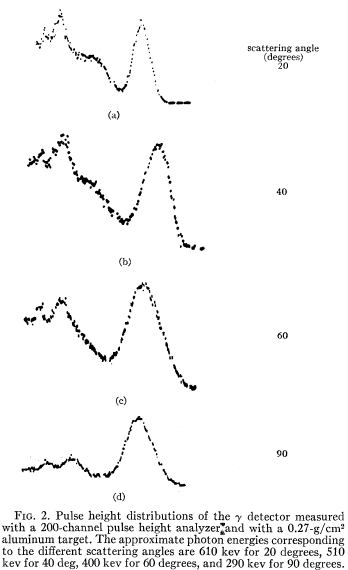 scattering angle
(degrees)
20
(a)
40
(b)
60
(c)
90
(d)
FIG. 2. Pulse height distributions of the γ detector measured
with a 200-channel pulse height analyzer and with a 0.27-g/cm²
aluminum target. The approximate photon energies corresponding
to the different scattering angles are 610 kev for 20 degrees, 510
kev for 40 deg, 400 kev for 60 degrees, and 290 kev for 90 degrees.